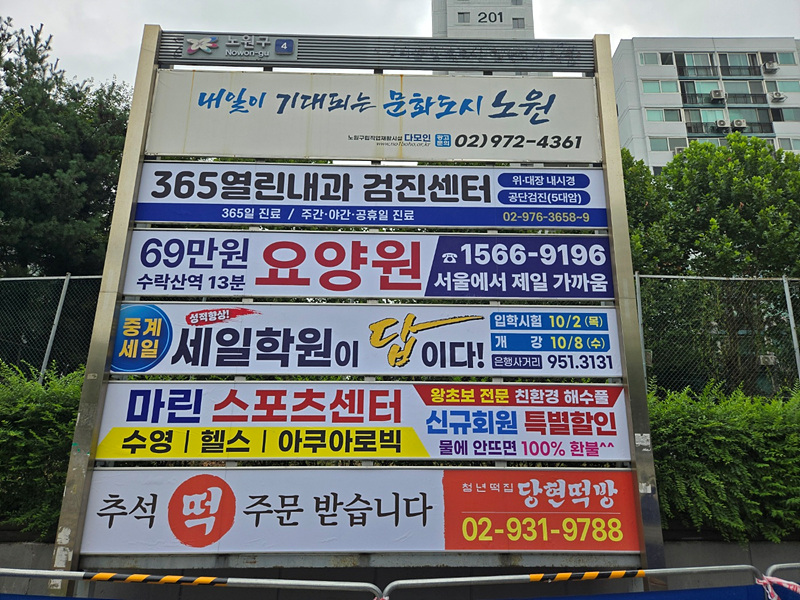 201
노원구 4
Nowon-gu
내일이 기대되는 문화도시 노원
노원구립직업재활시설 다모인 광고문의 02)972-4361
365열린내과 검진센터
위·대장 내시경
공단검진(5대암)
365일 진료 / 주간·야간·공휴일 진료
02-976-3658~9
69만원
수락산역 13분
요양원
☎1566-9196
서울에서 제일 가까움
중계
세일
성적향상!
세일학원이 답이다!
입학시험 10/2 (목)
개 강 10/8 (수)
은행사거리 951.3131
마린 스포츠센터
수영 | 헬스 | 아쿠아로빅
왕초보 전문 친환경 해수풀
신규회원 특별할인
물에 안뜨면 100% 환불^^
추석 떡 주문 받습니다
청년떡집 당현떡방
02-931-9788